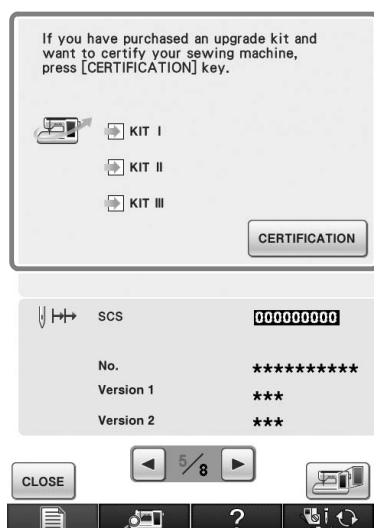 If you have purchased an upgrade kit and
want to certify your sewing machine,
press [CERTIFICATION] key.
KIT I
KIT II
KIT III
CERTIFICATION
SCS 000000000
No. **********
Version 1 ***
Version 2 ***
5/8
CLOSE
? i